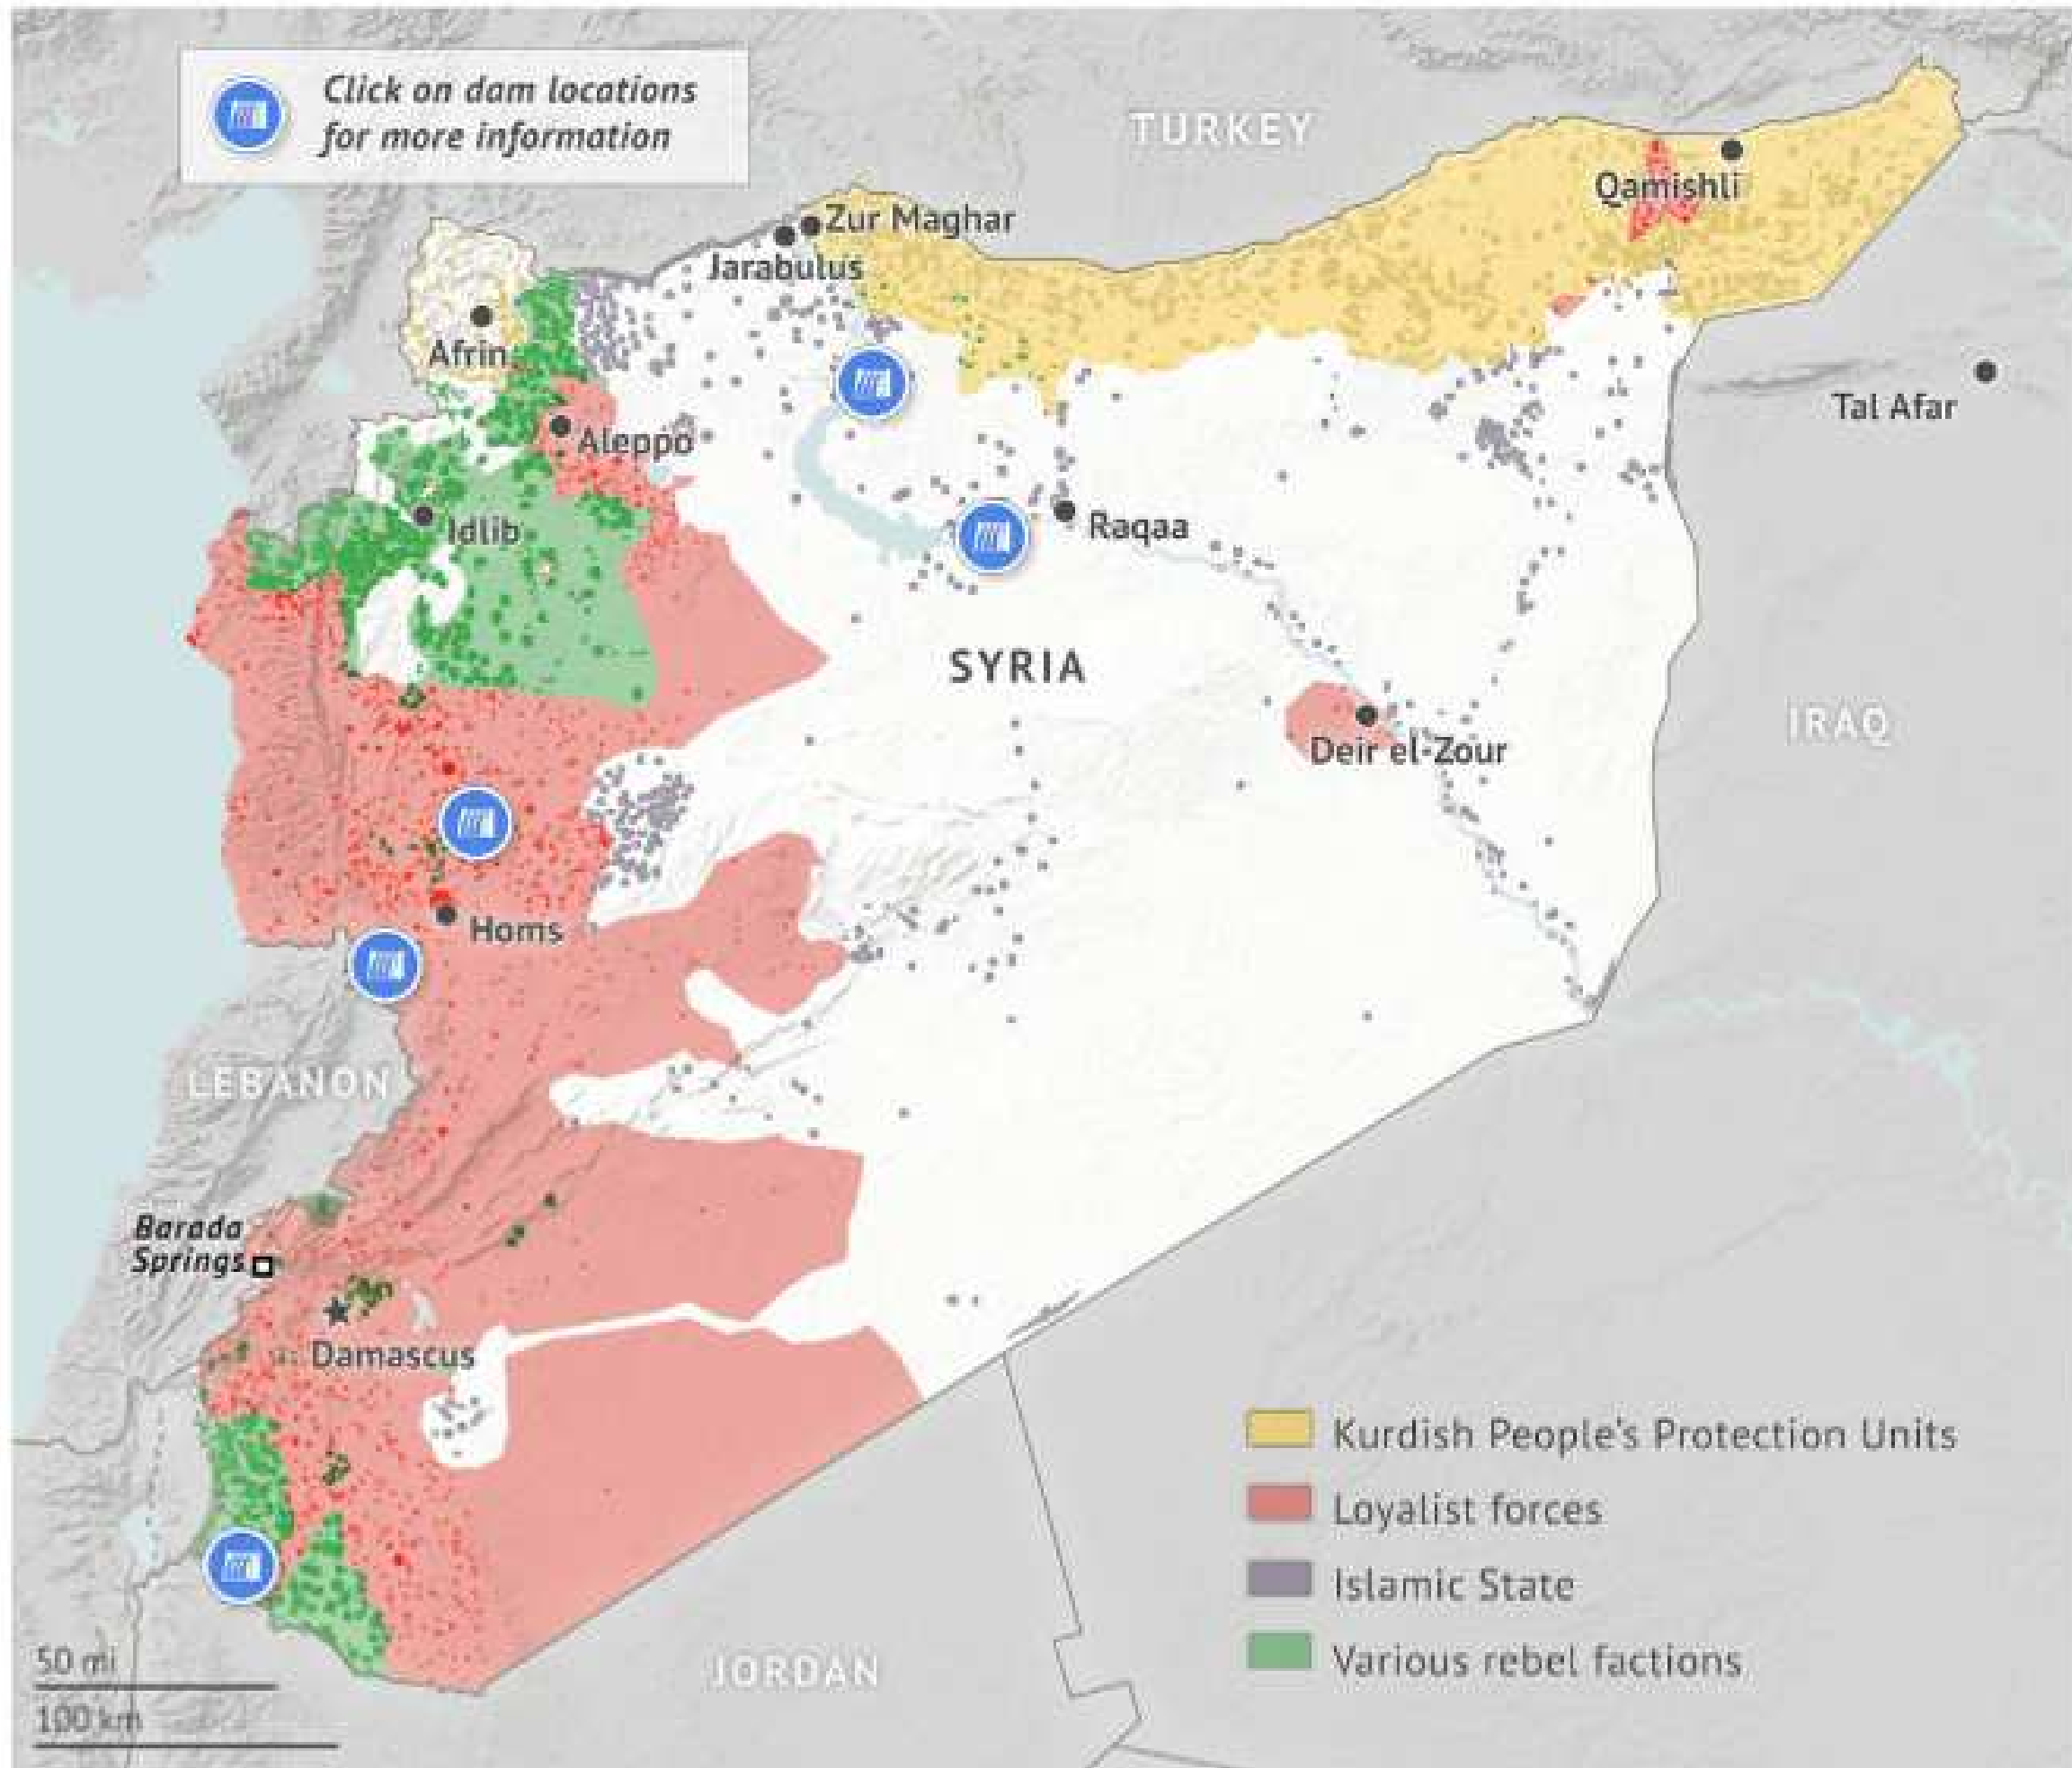 Click on dam locations
for more information
TURKEY
Qamishli
Zur Maghar
Jarabulus
Afrin
Tal Afar
Aleppo
Idlib
Raqaa
SYRIA
IRAQ
Deir el-Zour
Homs
LEBANON
Barada
Springs
Damascus
Kurdish People's Protection Units
Loyalist forces
Islamic State
Various rebel factions
JORDAN
50 mi
100 km